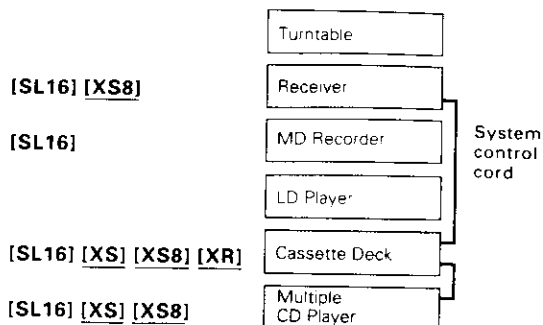 Turntable
[SL16] [XS8] Receiver
[SL16] MD Recorder
System
control
cord
LD Player
[SL16] [XS] [XS8] [XR] Cassette Deck
[SL16] [XS] [XS8] Multiple
CD Player